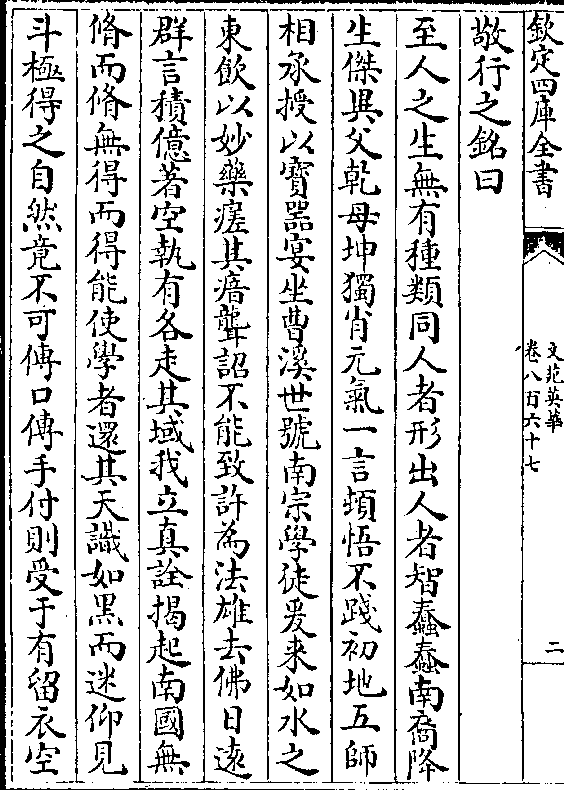 欽定四庫全書
文苑英華
卷八百六十七
二
敬行之銘曰
至人之生無有種類同人者形出人者智蠢蠢南裔降
生傑異父乾母坤獨肖元氣一言頓悟不踐初地五師
相承授以寳器宴坐曹溪世號南宗學徒爰来如水之
東飲以妙藥瘥其瘖聾詔不能致許為法雄去佛日逺
群言積億著空執有各走其域我立真詮揭起南國無
脩而脩無得而得能使學者還其天識如黒而迷仰見
斗極得之自然竟不可傳口傳手付則受于有留衣空